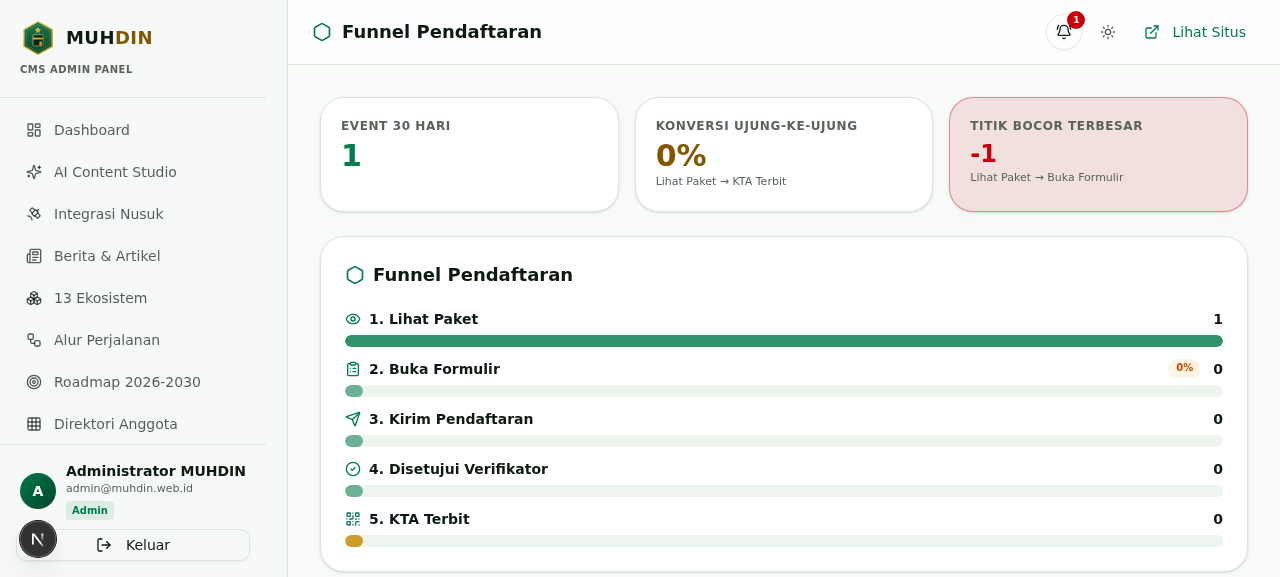 MUHDIN
CMS ADMIN PANEL
Dashboard
AI Content Studio
Integrasi Nusuk
Berita & Artikel
13 Ekosistem
Alur Perjalanan
Roadmap 2026-2030
Direktori Anggota
A
Administrator MUHDIN
admin@muhdin.web.id
Admin
N
Keluar
Funnel Pendaftaran
1
Lihat Situs
EVENT 30 HARI
1
KONVERSI UJUNG-KE-UJUNG
0%
Lihat Paket → KTA Terbit
TITIK BOCOR TERBESAR
-1
Lihat Paket → Buka Formulir
Funnel Pendaftaran
1. Lihat Paket 1
2. Buka Formulir 0% 0
3. Kirim Pendaftaran 0
4. Disetujui Verifikator 0
5. KTA Terbit 0